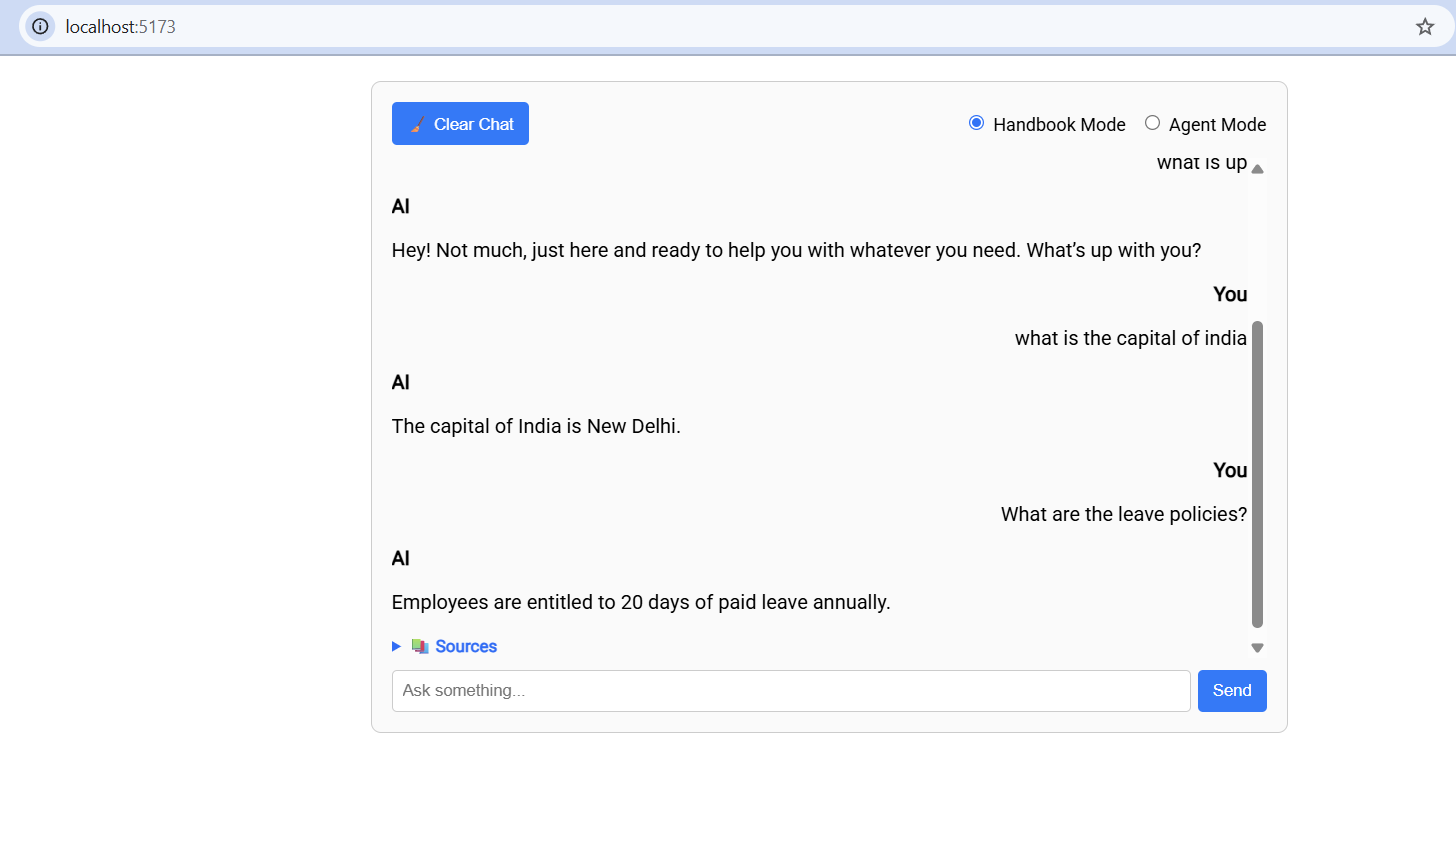 localhost:5173
🧹 Clear Chat
Handbook Mode
Agent Mode
what is up
AI
Hey! Not much, just here and ready to help you with whatever you need. What’s up with you?
You
what is the capital of india
AI
The capital of India is New Delhi.
You
What are the leave policies?
AI
Employees are entitled to 20 days of paid leave annually.
📚 Sources
Ask something...
Send